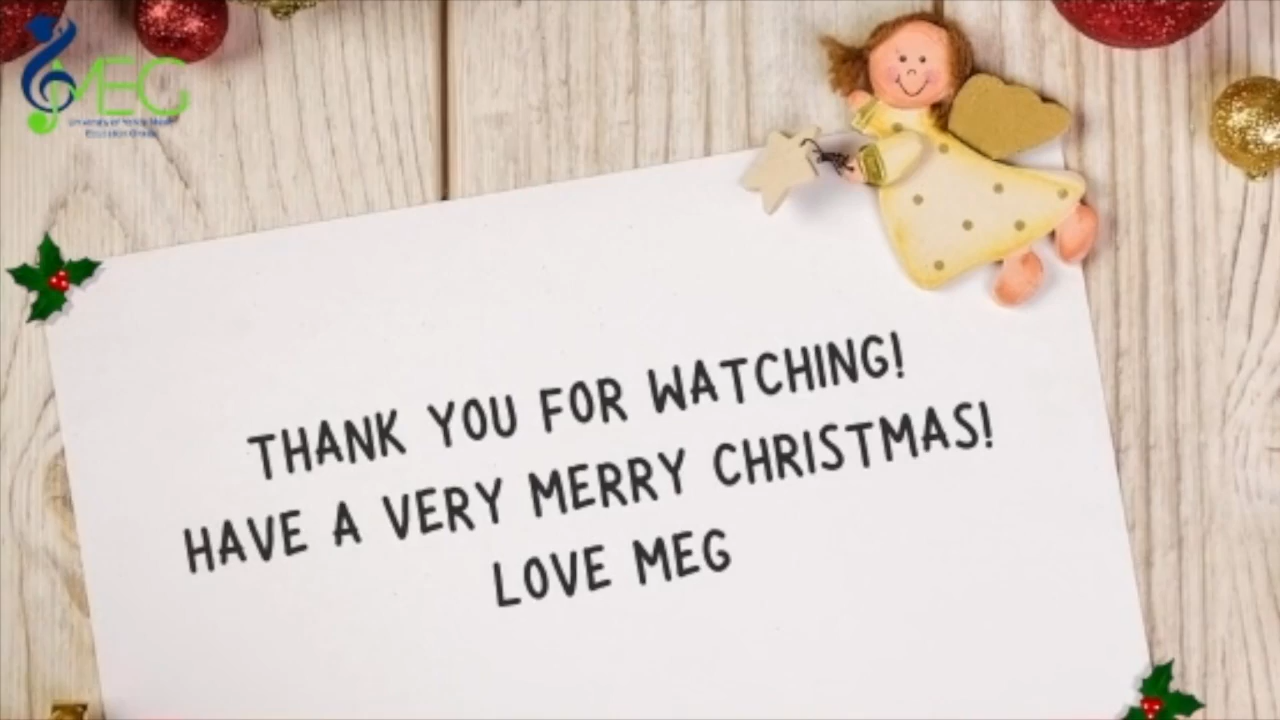 MEG
THANK YOU FOR WATCHING!
HAVE A VERY MERRY CHRISTMAS!
LOVE MEG